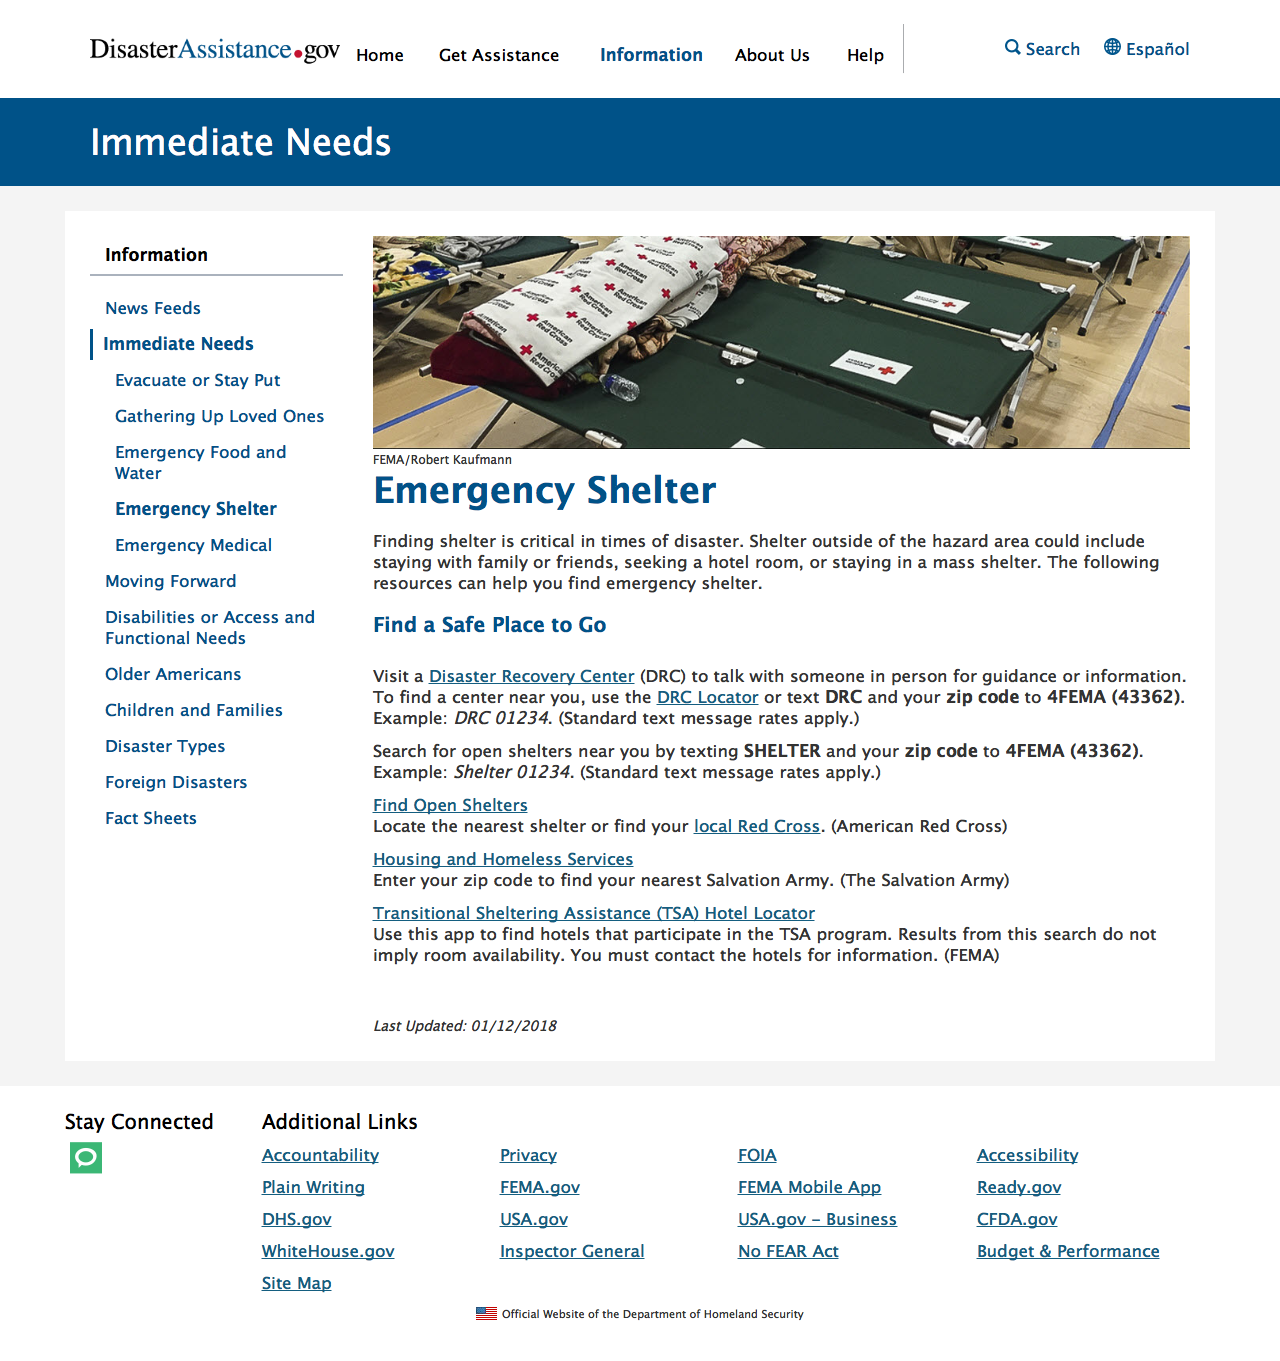 DisasterAssistance.gov
Home
Get Assistance
Information
About Us
Help
Search
Español
Immediate Needs
Information
News Feeds
Immediate Needs
Evacuate or Stay Put
Gathering Up Loved Ones
Emergency Food and
Water
Emergency Shelter
Emergency Medical
Moving Forward
Disabilities or Access and
Functional Needs
Older Americans
Children and Families
Disaster Types
Foreign Disasters
Fact Sheets
American
Red Cross
FEMA/Robert Kaufmann
Emergency Shelter
Finding shelter is critical in times of disaster. Shelter outside of the hazard area could include
staying with family or friends, seeking a hotel room, or staying in a mass shelter. The following
resources can help you find emergency shelter.
Find a Safe Place to Go
Visit a Disaster Recovery Center (DRC) to talk with someone in person for guidance or information.
To find a center near you, use the DRC Locator or text DRC and your zip code to 4FEMA (43362).
Example: DRC 01234. (Standard text message rates apply.)
Search for open shelters near you by texting SHELTER and your zip code to 4FEMA (43362).
Example: Shelter 01234. (Standard text message rates apply.)
Find Open Shelters
Locate the nearest shelter or find your local Red Cross. (American Red Cross)
Housing and Homeless Services
Enter your zip code to find your nearest Salvation Army. (The Salvation Army)
Transitional Sheltering Assistance (TSA) Hotel Locator
Use this app to find hotels that participate in the TSA program. Results from this search do not
imply room availability. You must contact the hotels for information. (FEMA)
Last Updated: 01/12/2018
Stay Connected
Additional Links
Accountability
Privacy
FOIA
Accessibility
Plain Writing
FEMA.gov
FEMA Mobile App
Ready.gov
DHS.gov
USA.gov
USA.gov - Business
CFDA.gov
WhiteHouse.gov
Inspector General
No FEAR Act
Budget & Performance
Site Map
Official Website of the Department of Homeland Security